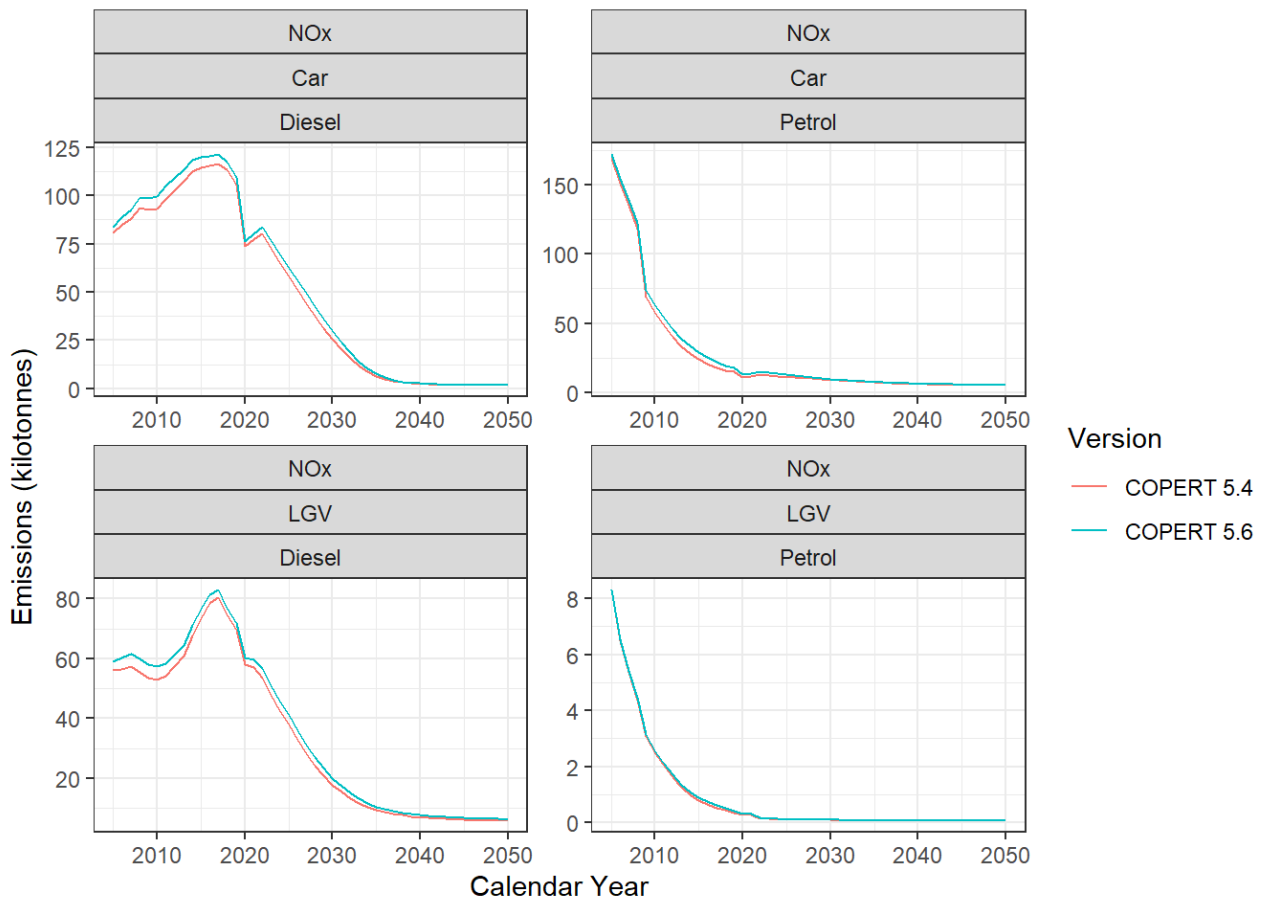 NOx
Car
Diesel
125
100
75
50
25
0
2010 2020 2030 2040 2050
NOx
Car
Petrol
150
100
50
0
2010 2020 2030 2040 2050
NOx
LGV
Diesel
80
60
40
20
2010 2020 2030 2040 2050
NOx
LGV
Petrol
8
6
4
2
0
2010 2020 2030 2040 2050
Emissions (kilotonnes)
Calendar Year
Version
COPERT 5.4
COPERT 5.6